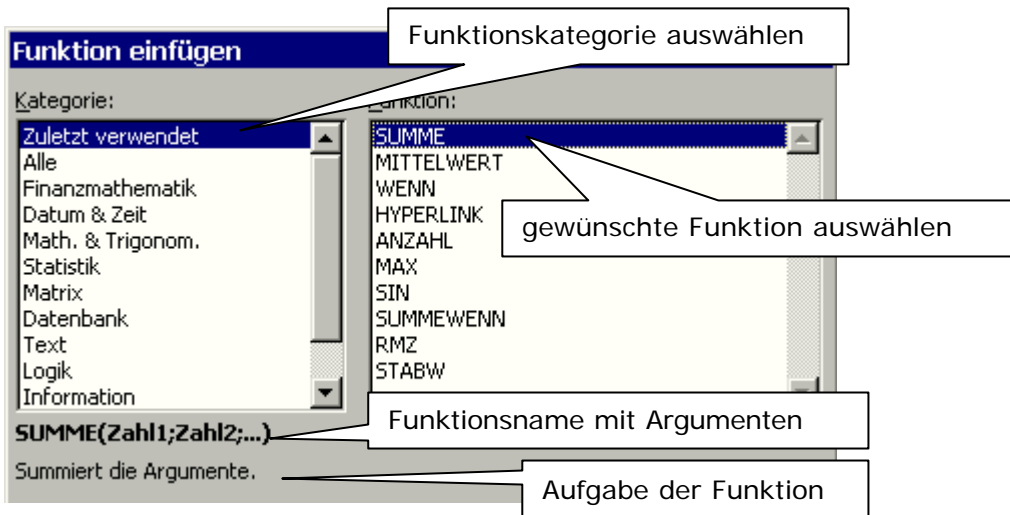 Funktionskategorie auswählen
Funktion einfügen
Kategorie:
Funktion:
Zuletzt verwendet
Alle
Finanzmathematik
Datum & Zeit
Math. & Trigonom.
Statistik
Matrix
Datenbank
Text
Logik
Information
SUMME
MITTELWERT
WENN
HYPERLINK
ANZAHL
MAX
SIN
SUMMEWENN
RMZ
STABW
gewünschte Funktion auswählen
Funktionsname mit Argumenten
SUMME(Zahl1;Zahl2;...)
Summiert die Argumente.
Aufgabe der Funktion